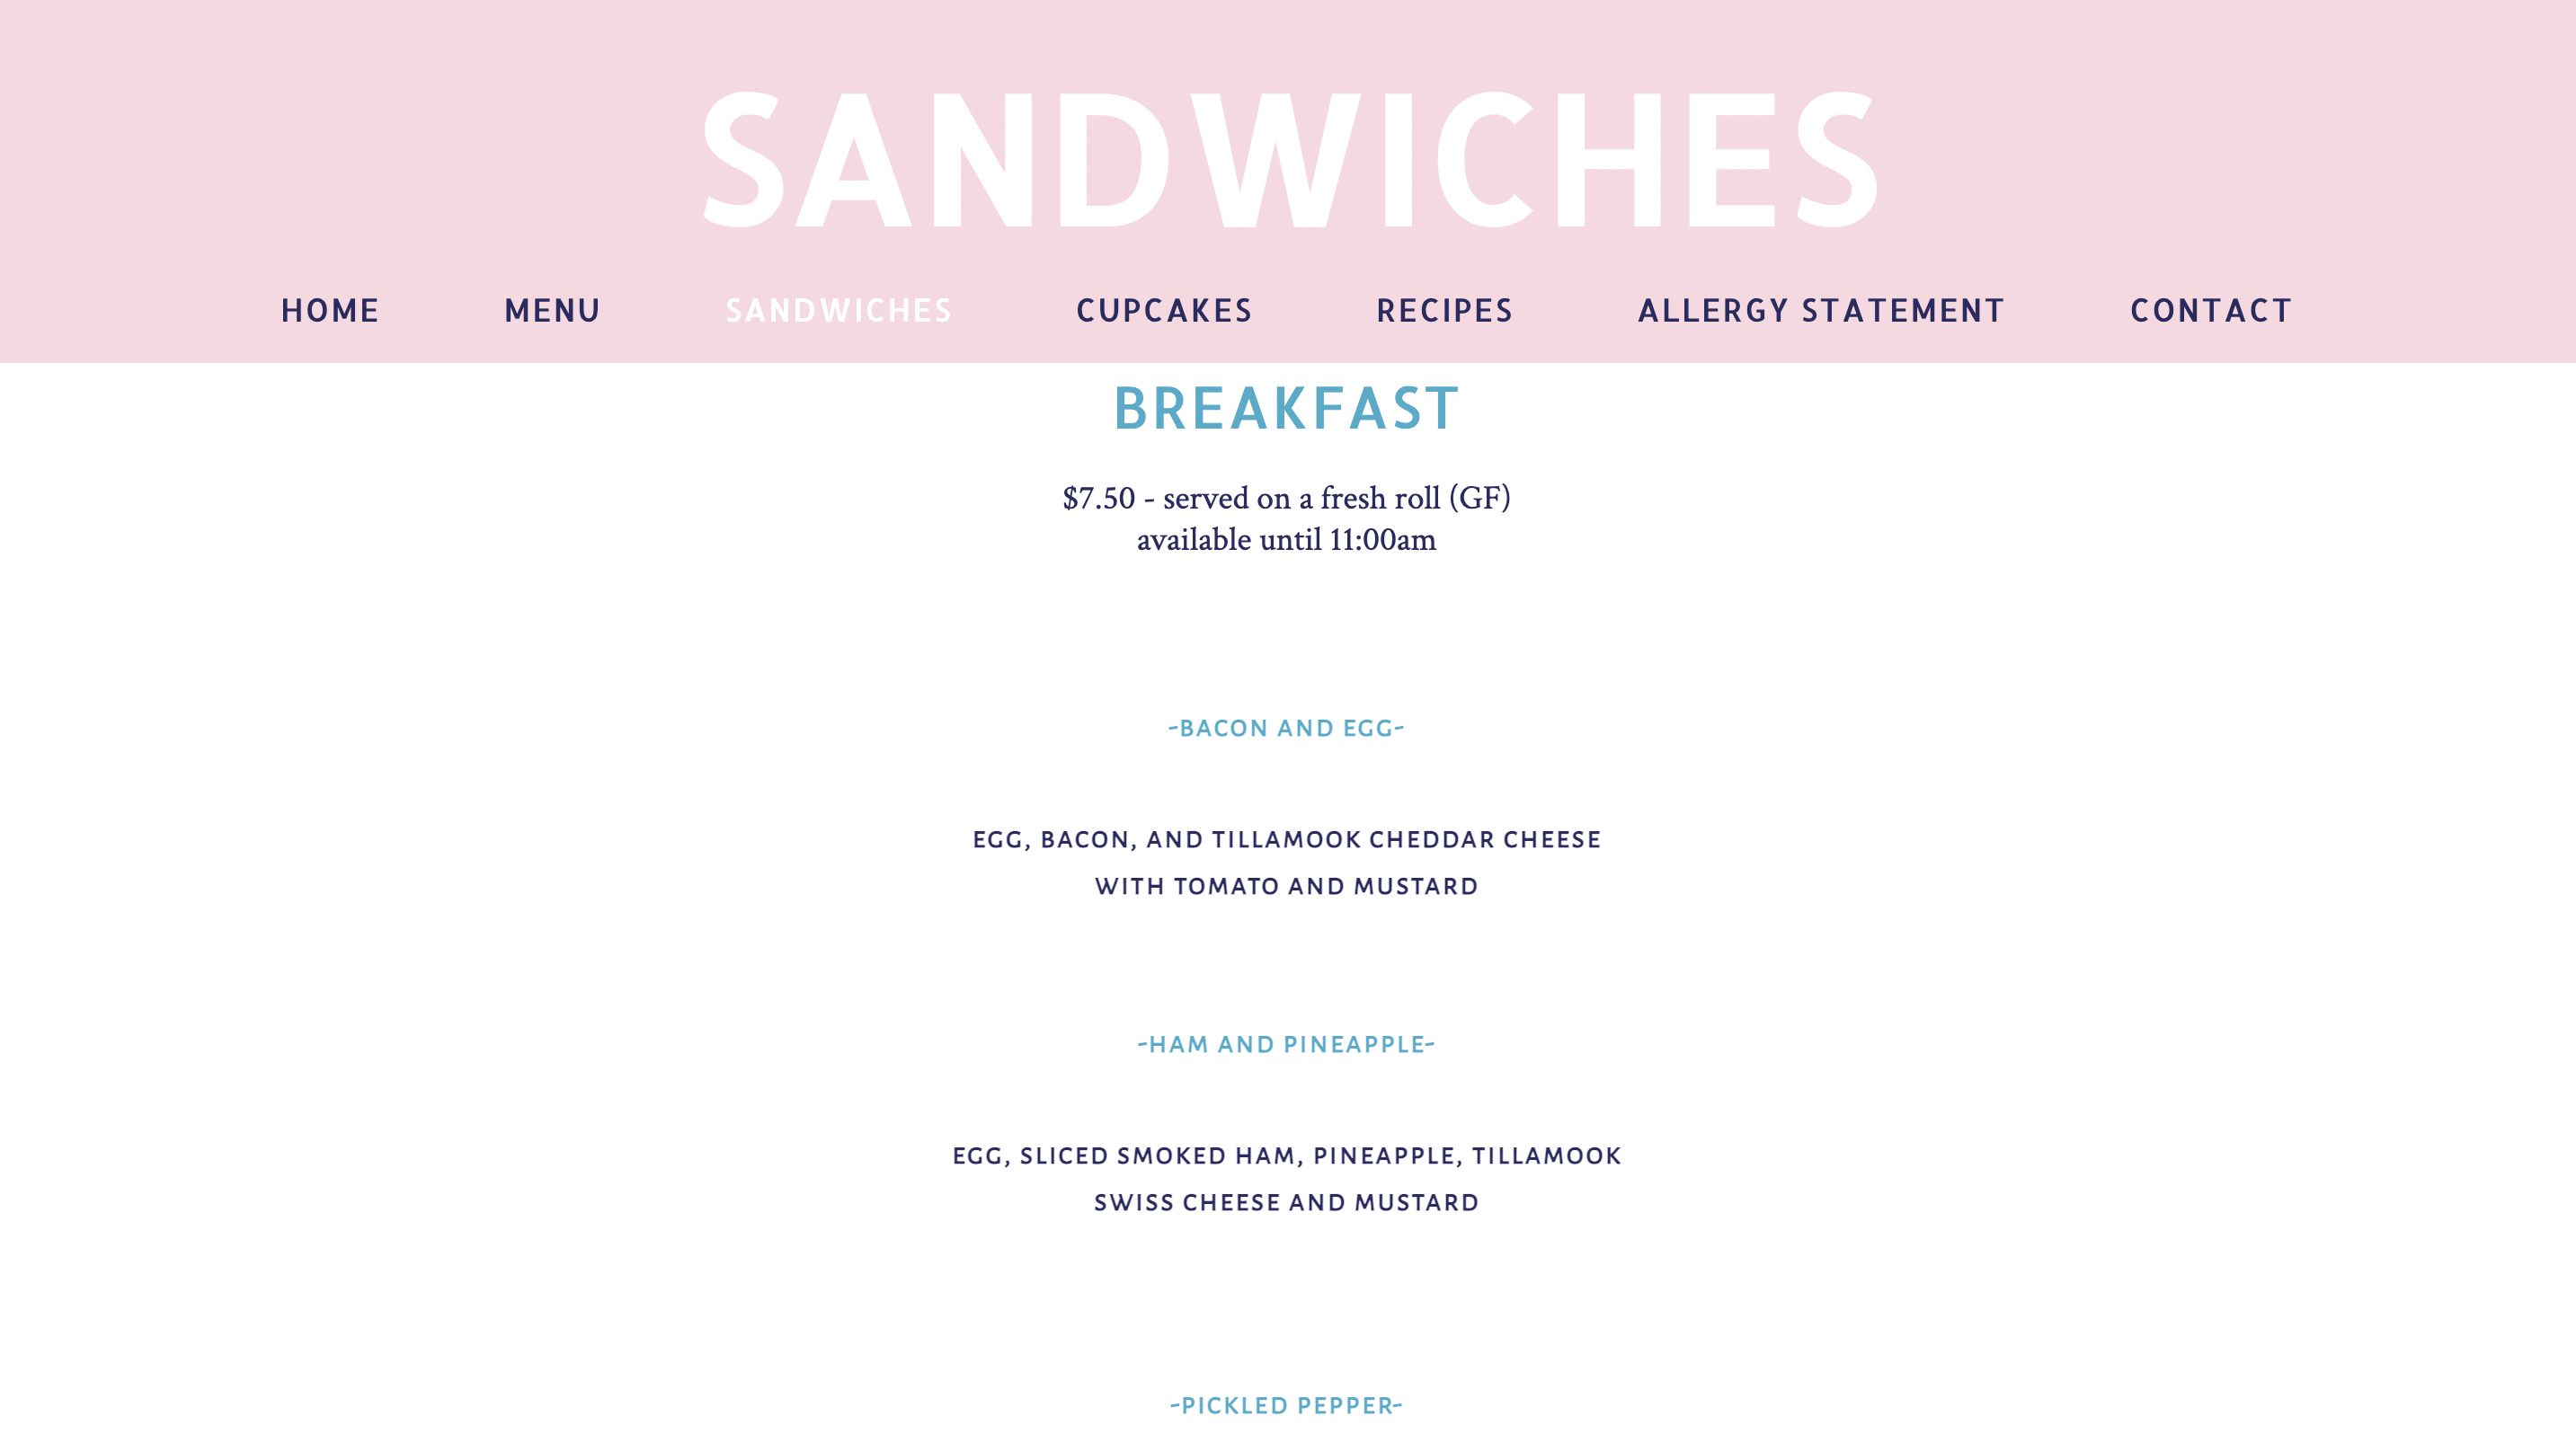 SANDWICHES
HOME MENU SANDWICHES CUPCAKES RECIPES ALLERGY STATEMENT CONTACT
BREAKFAST
$7.50 - served on a fresh roll (GF)
available until 11:00am
-BACON AND EGG-
EGG, BACON, AND TILLAMOOK CHEDDAR CHEESE
WITH TOMATO AND MUSTARD
-HAM AND PINEAPPLE-
EGG, SLICED SMOKED HAM, PINEAPPLE, TILLAMOOK
SWISS CHEESE AND MUSTARD
-PICKLED PEPPER-